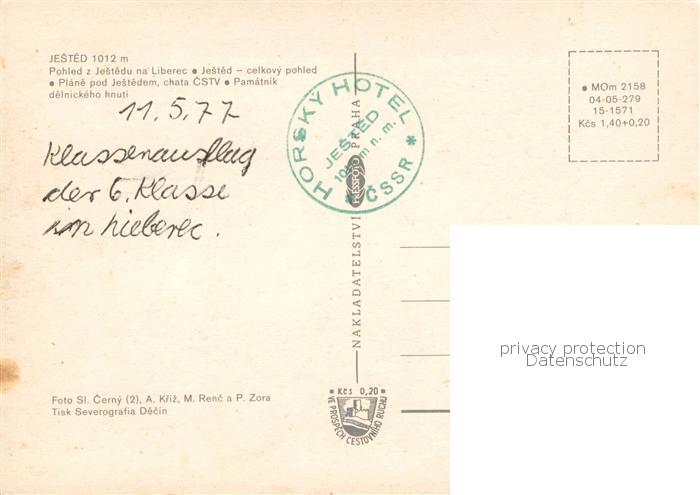 JEŠTĚD 1012 m
Pohled z Ještědu na Liberec ● Ještěd – celkový pohled
● Pláně pod Ještědem, chata ČSTV ● Památník
dělnického hnutí
11.5.77
Klassenausflug
der 6. Klasse
in Lieberec.
HORSKÝ HOTEL
JEŠTĚD
m n. m.
* ČSSR *
NAKLADATELSTVÍ PRESSFOTO PRAHA
● MOm 2158
04-05-279
15-1571
Kčs 1,40+0,20
privacy protection
Datenschutz
Foto Sl. Černý (2), A. Kříž, M. Renč a P. Zora
Tisk Severografia Děčín
Kčs 0,20
VE PROSPĚCH CESTOVNÍHO RUCHU